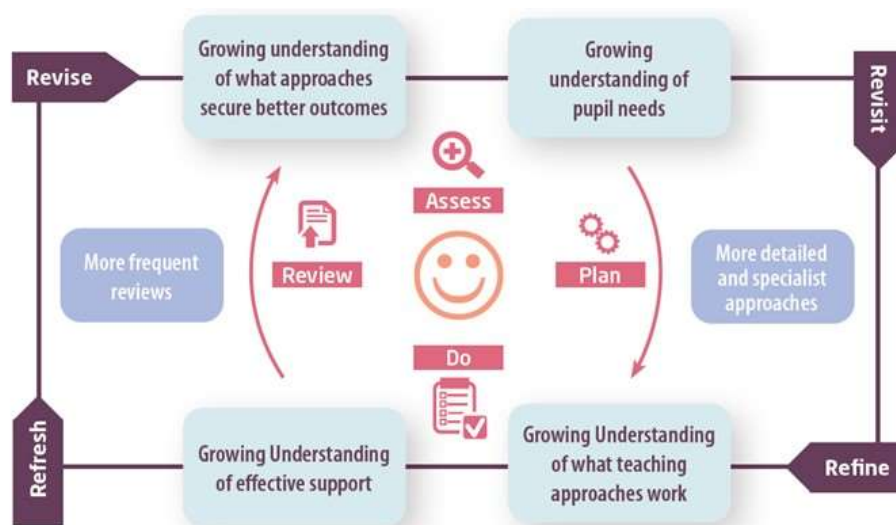 Revise
Growing understanding
of what approaches
secure better outcomes
Growing
understanding of
pupil needs
Revisit
Assess
More frequent
reviews
Review
Plan
More detailed
and specialist
approaches
Do
Refresh
Growing Understanding
of effective support
Growing Understanding
of what teaching
approaches work
Refine